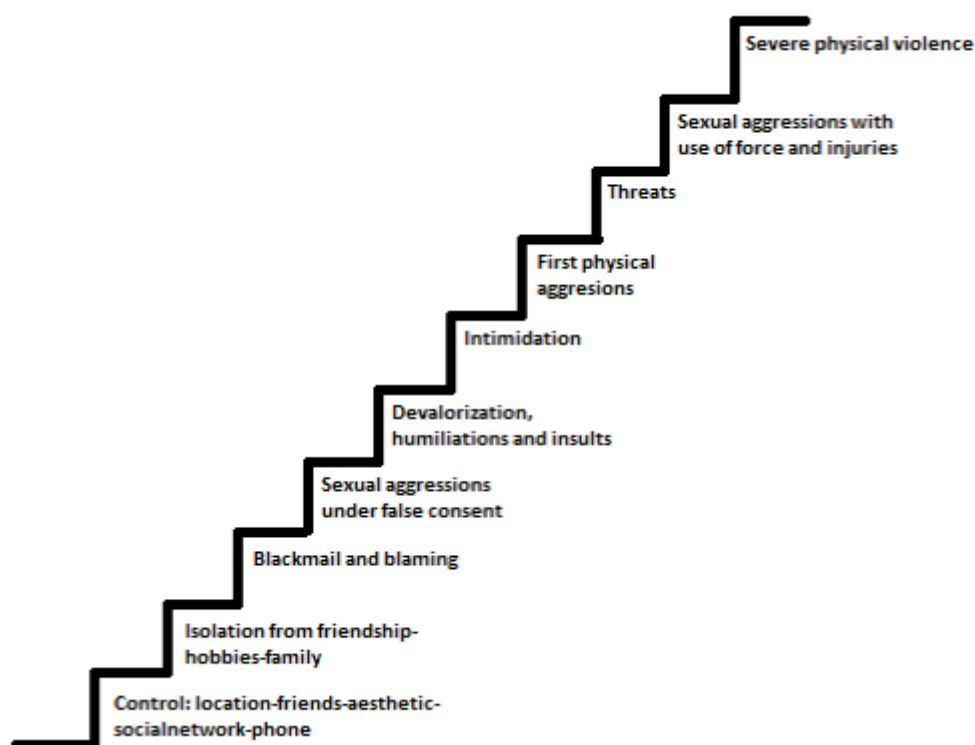 Severe physical violence
Sexual aggressions with
use of force and injuries
Threats
First physical
aggresions
Intimidation
Devalorization,
humiliations and insults
Sexual aggressions
under false consent
Blackmail and blaming
Isolation from friendship-
hobbies-family
Control: location-friends-aesthetic-
socialnetwork-phone